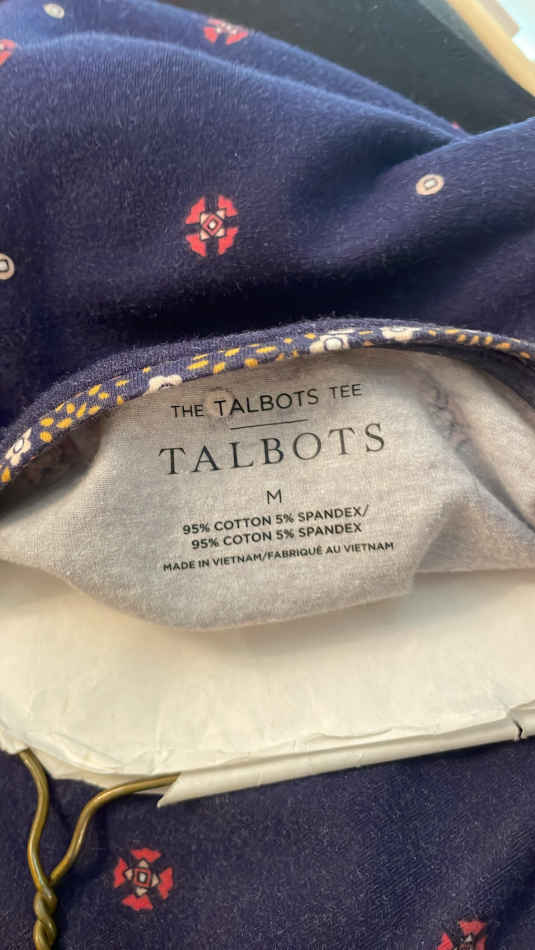 THE TALBOTS TEE
TALBOTS
M
95% COTTON 5% SPANDEX/
95% COTON 5% SPANDEX
MADE IN VIETNAM/FABRIQUÉ AU VIETNAM